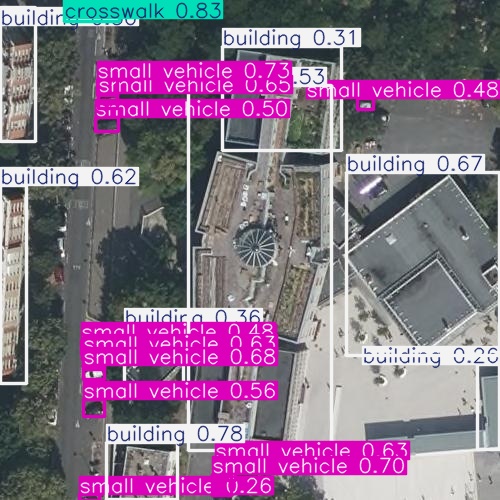 crosswalk 0.83
building
building 0.31
small vehicle 0.73
.53
small vehicle 0.65
small vehicle 0.48
small vehicle 0.50
building 0.67
building 0.62
building 0.36
small vehicle 0.48
small vehicle 0.63
small vehicle 0.68
building 0.26
small vehicle 0.56
building 0.78
small vehicle 0.63
small vehicle 0.70
small vehicle 0.26